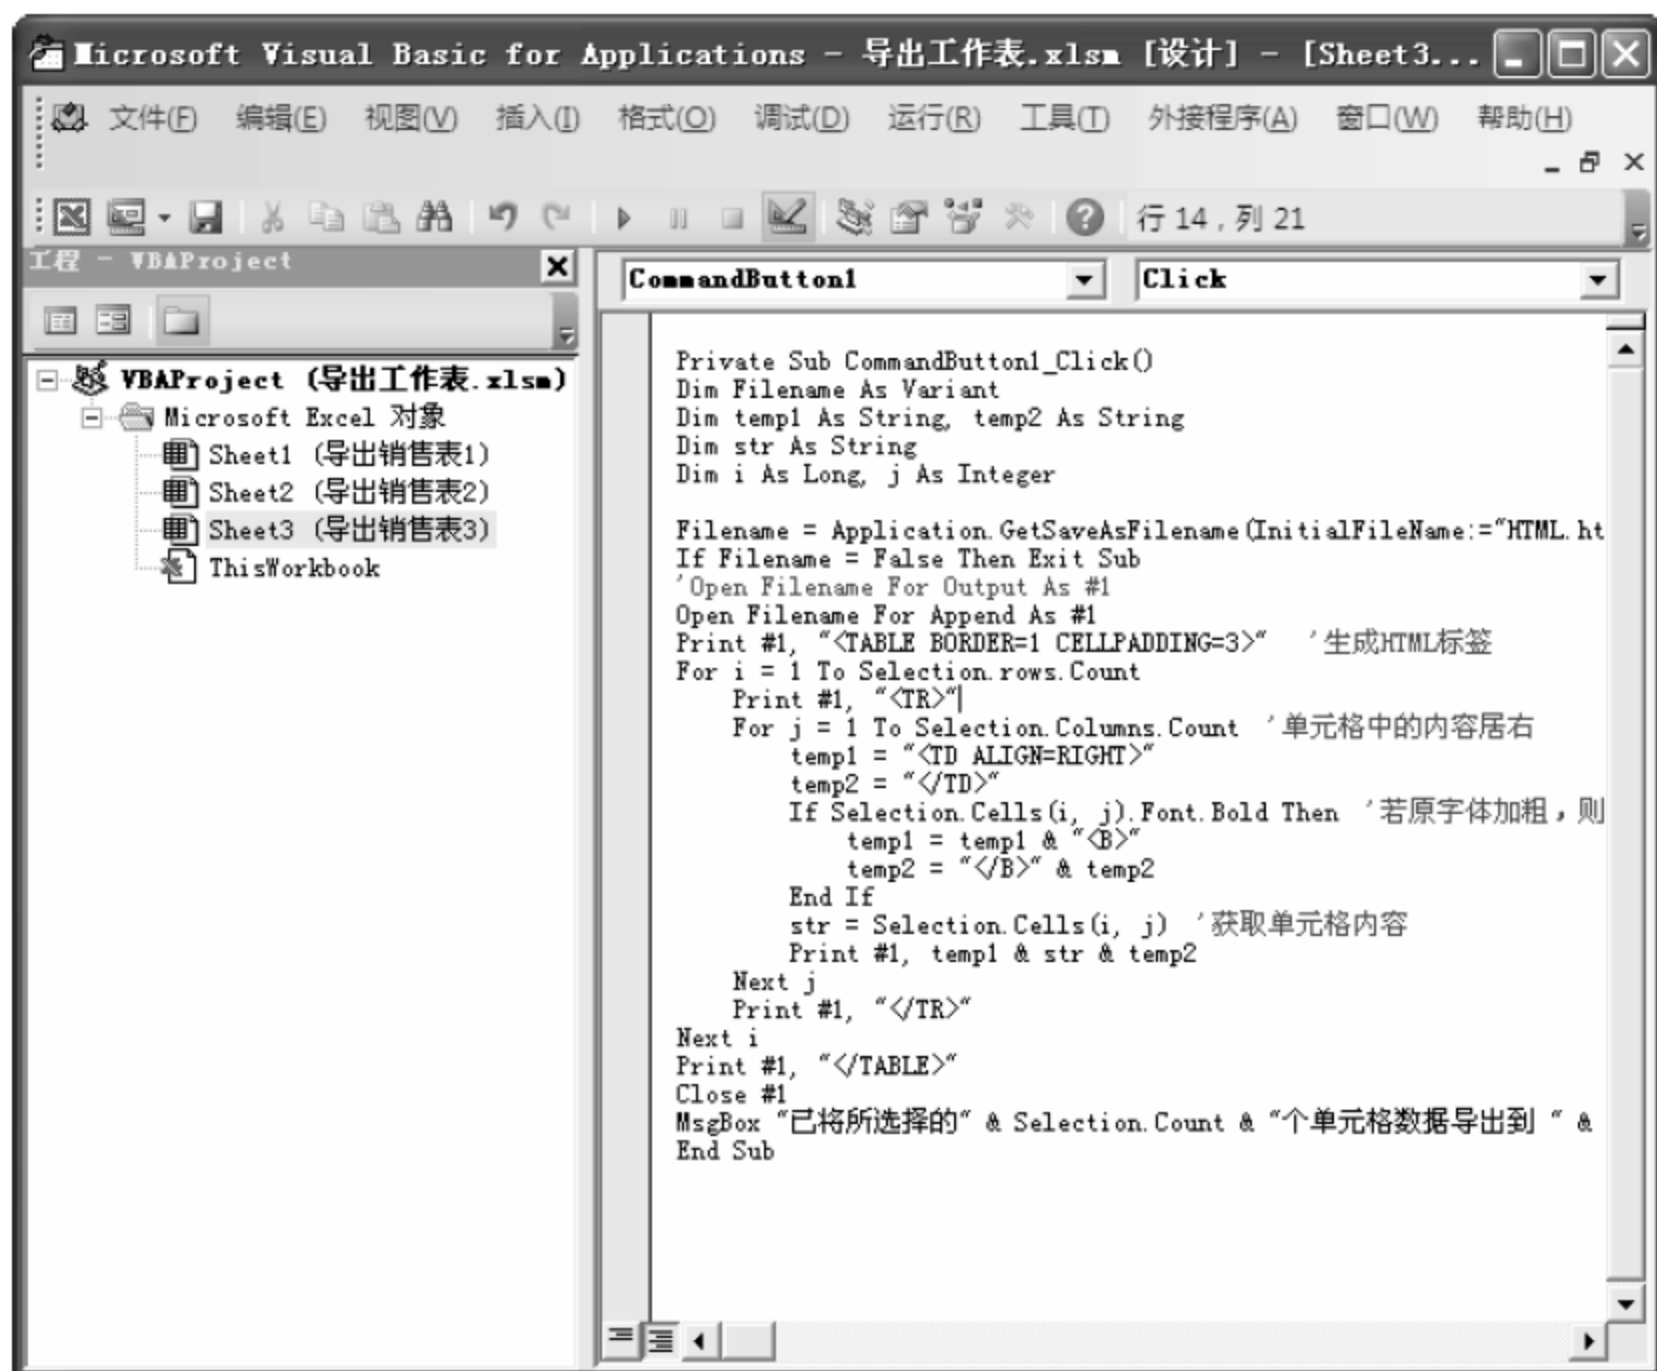 Microsoft Visual Basic for Applications - 导出工作表.xlsm [设计] - [Sheet3...
文件(F) 编辑(E) 视图(V) 插入(I) 格式(O) 调试(D) 运行(R) 工具(T) 外接程序(A) 窗口(W) 帮助(H)
行 14 , 列 21
工程 - VBAProject
CommandButton1 Click
VBAProject (导出工作表.xlsm)
Microsoft Excel 对象
Sheet1 (导出销售表1)
Sheet2 (导出销售表2)
Sheet3 (导出销售表3)
ThisWorkbook
Private Sub CommandButton1_Click()
Dim Filename As Variant
Dim temp1 As String, temp2 As String
Dim str As String
Dim i As Long, j As Integer
Filename = Application.GetSaveAsFilename(InitialFileName:="HTML.ht
If Filename = False Then Exit Sub
'Open Filename For Output As #1
Open Filename For Append As #1
Print #1, "<TABLE BORDER=1 CELLPADDING=3>" '生成HTML标签
For i = 1 To Selection.rows.Count
Print #1, "<TR>"
For j = 1 To Selection.Columns.Count '单元格中的内容居右
temp1 = "<TD ALIGN=RIGHT>"
temp2 = "</TD>"
If Selection.Cells(i, j).Font.Bold Then '若原字体加粗，则
temp1 = temp1 & "<B>"
temp2 = "</B>" & temp2
End If
str = Selection.Cells(i, j) '获取单元格内容
Print #1, temp1 & str & temp2
Next j
Print #1, "</TR>"
Next i
Print #1, "</TABLE>"
Close #1
MsgBox "已将所选择的" & Selection.Count & "个单元格数据导出到 " &
End Sub